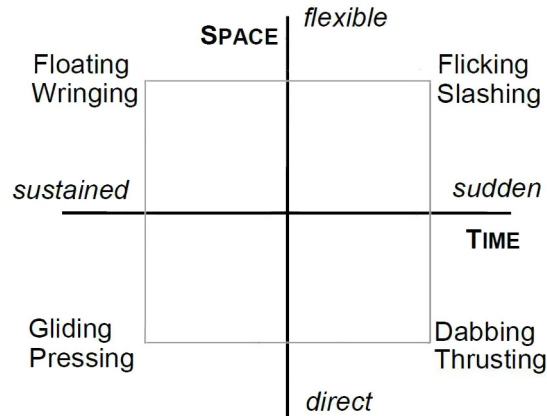 flexible
SPACE
Floating
Wringing
Flicking
Slashing
sustained
sudden
TIME
Gliding
Pressing
Dabbing
Thrusting
direct